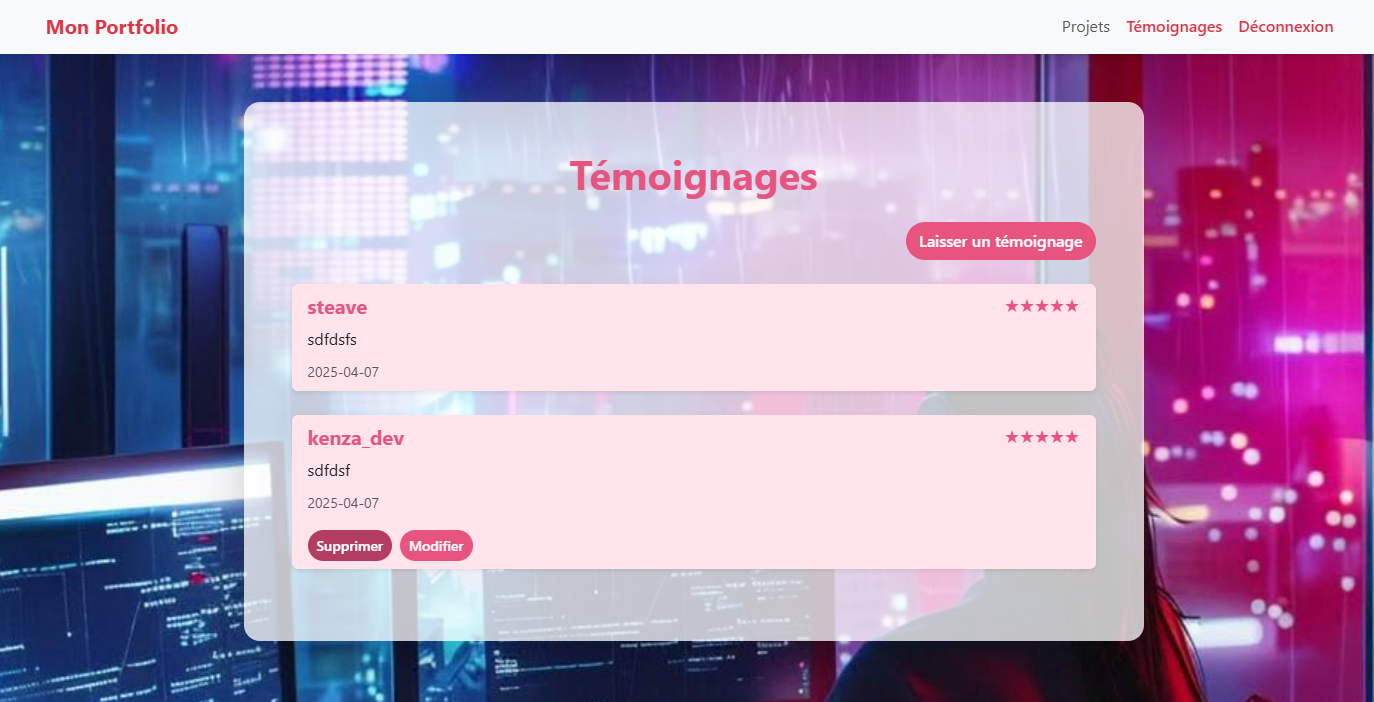 Mon Portfolio
Projets Témoignages Déconnexion
Témoignages
Laisser un témoignage
steave ★★★★★
sdfdsfs
2025-04-07
kenza_dev ★★★★★
sdfdsf
2025-04-07
Supprimer Modifier